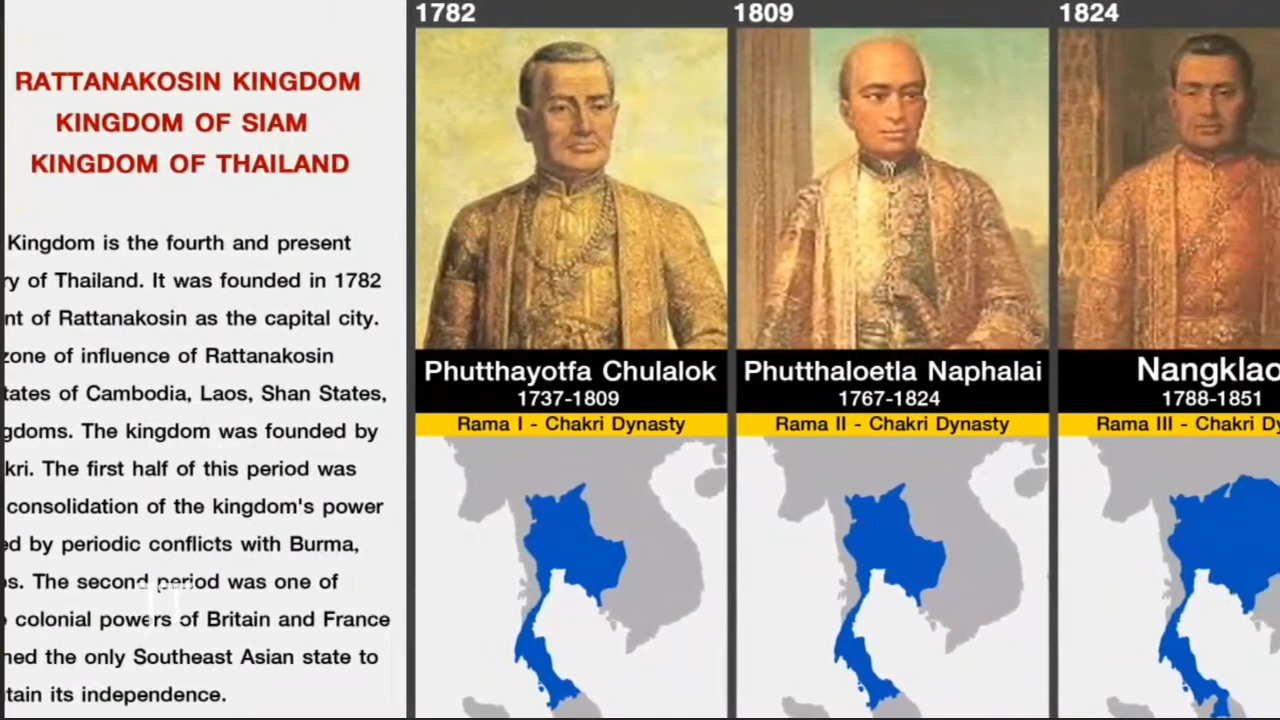 RATTANAKOSIN KINGDOM
KINGDOM OF SIAM
KINGDOM OF THAILAND
Kingdom is the fourth and present
ry of Thailand. It was founded in 1782
nt of Rattanakosin as the capital city.
zone of influence of Rattanakosin
tates of Cambodia, Laos, Shan States,
gdoms. The kingdom was founded by
kri. The first half of this period was
consolidation of the kingdom's power
ed by periodic conflicts with Burma,
s. The second period was one of
colonial powers of Britain and France
ned the only Southeast Asian state to
tain its independence.
1782
Phutthayotfa Chulalok
1737-1809
Rama I - Chakri Dynasty
1809
Phutthaloetla Naphalai
1767-1824
Rama II - Chakri Dynasty
1824
Nangklao
1788-1851
Rama III - Chakri Dy